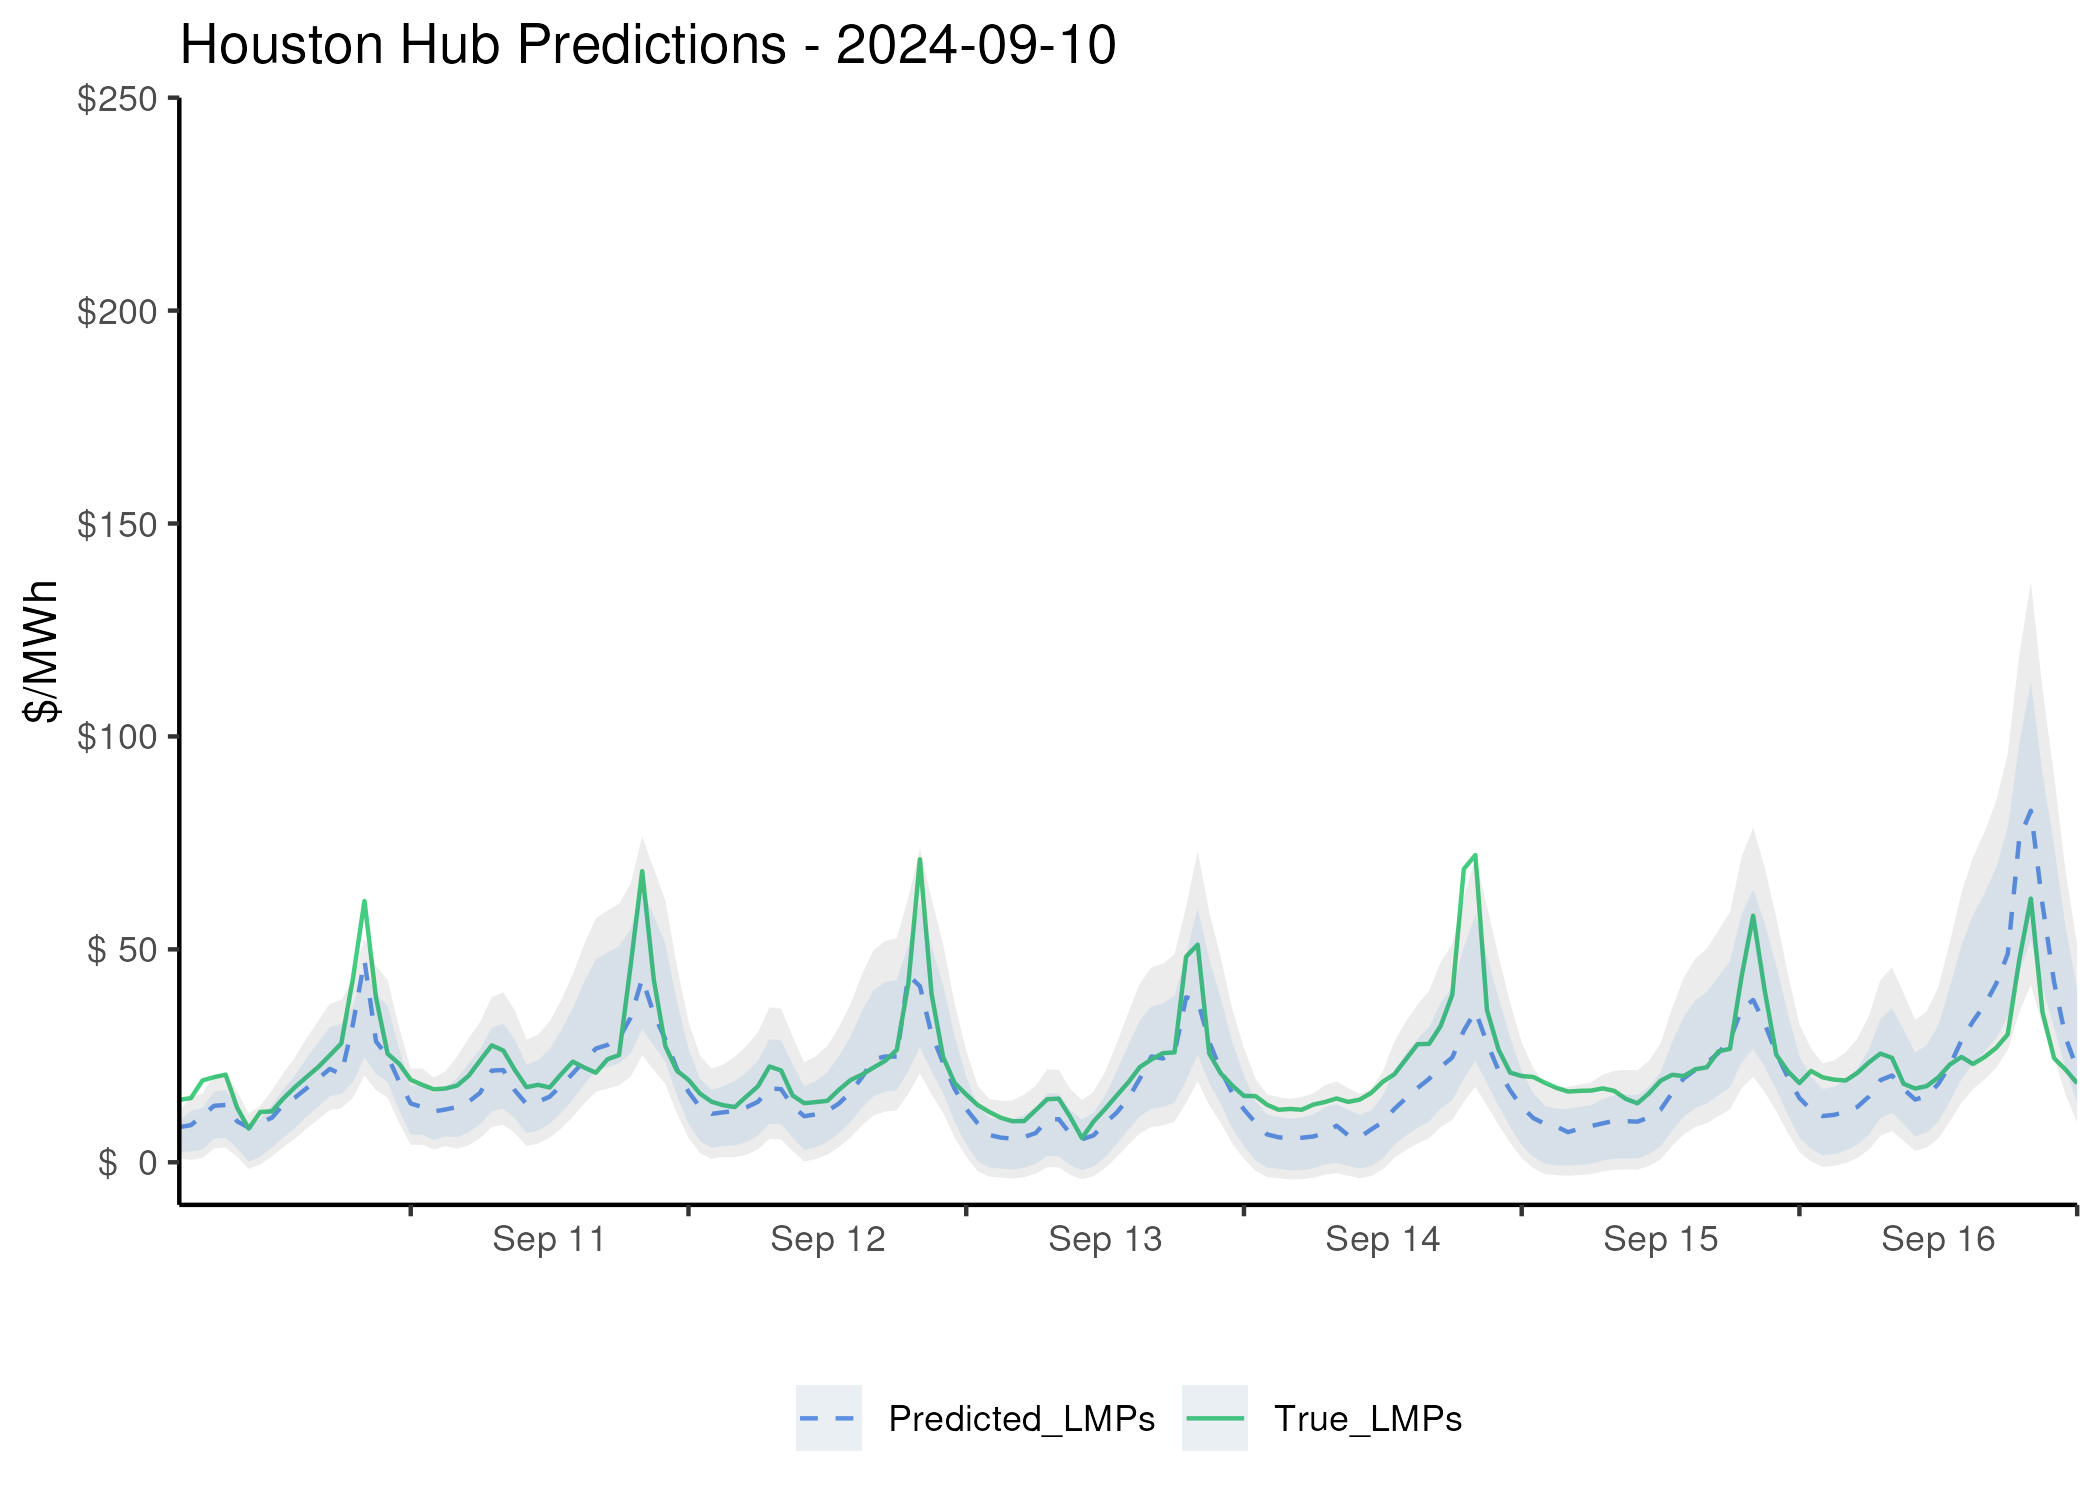 Houston Hub Predictions - 2024-09-10
$250
$200
$150
$100
$ 50
$  0
$/MWh
Sep 11 Sep 12 Sep 13 Sep 14 Sep 15 Sep 16
Predicted_LMPs True_LMPs